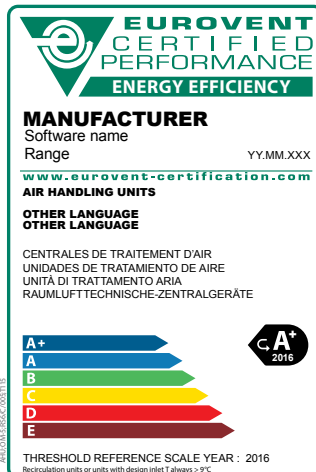 EUROVENT
CERTIFIED
PERFORMANCE
ENERGY EFFICIENCY
MANUFACTURER
Software name
Range YY.MM.XXX
www.eurovent-certification.com
AIR HANDLING UNITS
OTHER LANGUAGE
OTHER LANGUAGE
CENTRALES DE TRAITEMENT D'AIR
UNIDADES DE TRATAMIENTO DE AIRE
UNITÀ DI TRATTAMENTO ARIA
RAUMLUFTTECHNISCHE-ZENTRALGERÄTE
A+
A
B
C
D
E
A+
2016
THRESHOLD REFERENCE SCALE YEAR : 2016
Recirculation units or units with design inlet T always > 9°C